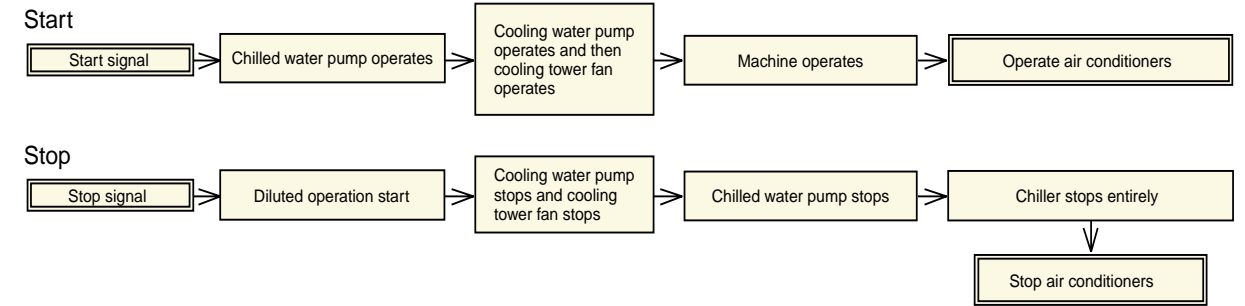 Start
Start signal
Chilled water pump operates
Cooling water pump
operates and then
cooling tower fan
operates
Machine operates
Operate air conditioners
Stop
Stop signal
Diluted operation start
Cooling water pump
stops and cooling
tower fan stops
Chilled water pump stops
Chiller stops entirely
Stop air conditioners